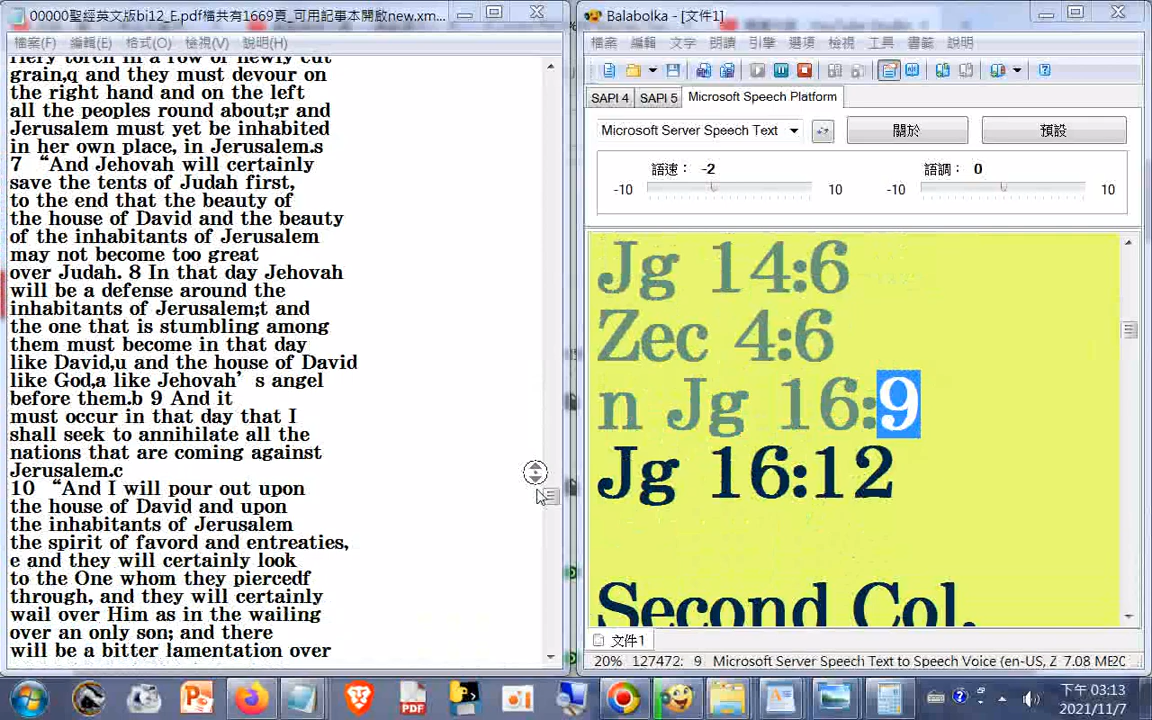 00000聖經英文版bi12_E.pdf檔共有1669頁_可用記事本開啟new.xm...
檔案(F) 編輯(E) 格式(O) 檢視(V) 說明(H)
fiery torch in a row of newly cut
grain,q and they must devour on
the right hand and on the left
all the peoples round about;r and
Jerusalem must yet be inhabited
in her own place, in Jerusalem.s
7 “And Jehovah will certainly
save the tents of Judah first,
to the end that the beauty of
the house of David and the beauty
of the inhabitants of Jerusalem
may not become too great
over Judah. 8 In that day Jehovah
will be a defense around the
inhabitants of Jerusalem;t and
the one that is stumbling among
them must become in that day
like David,u and the house of David
like God,a like Jehovah’s angel
before them.b 9 And it
must occur in that day that I
shall seek to annihilate all the
nations that are coming against
Jerusalem.c
10 “And I will pour out upon
the house of David and upon
the inhabitants of Jerusalem
the spirit of favord and entreaties,
e and they will certainly look
to the One whom they piercedf
through, and they will certainly
wail over Him as in the wailing
over an only son; and there
will be a bitter lamentation over
Balabolka - [文件1]
檔案 編輯 文字 朗讀 引擎 選項 檢視 工具 書籤 說明
SAPI 4 SAPI 5 Microsoft Speech Platform
Microsoft Server Speech Text 關於 預設
語速: -2 語調: 0
-10 10 -10 10
Jg 14:6
Zec 4:6
n Jg 16:9
Jg 16:12
Second Col.
文件1
20% 127472: 9 Microsoft Server Speech Text to Speech Voice (en-US, Z 7.08 ME
PDF
下午 03:13
2021/11/7